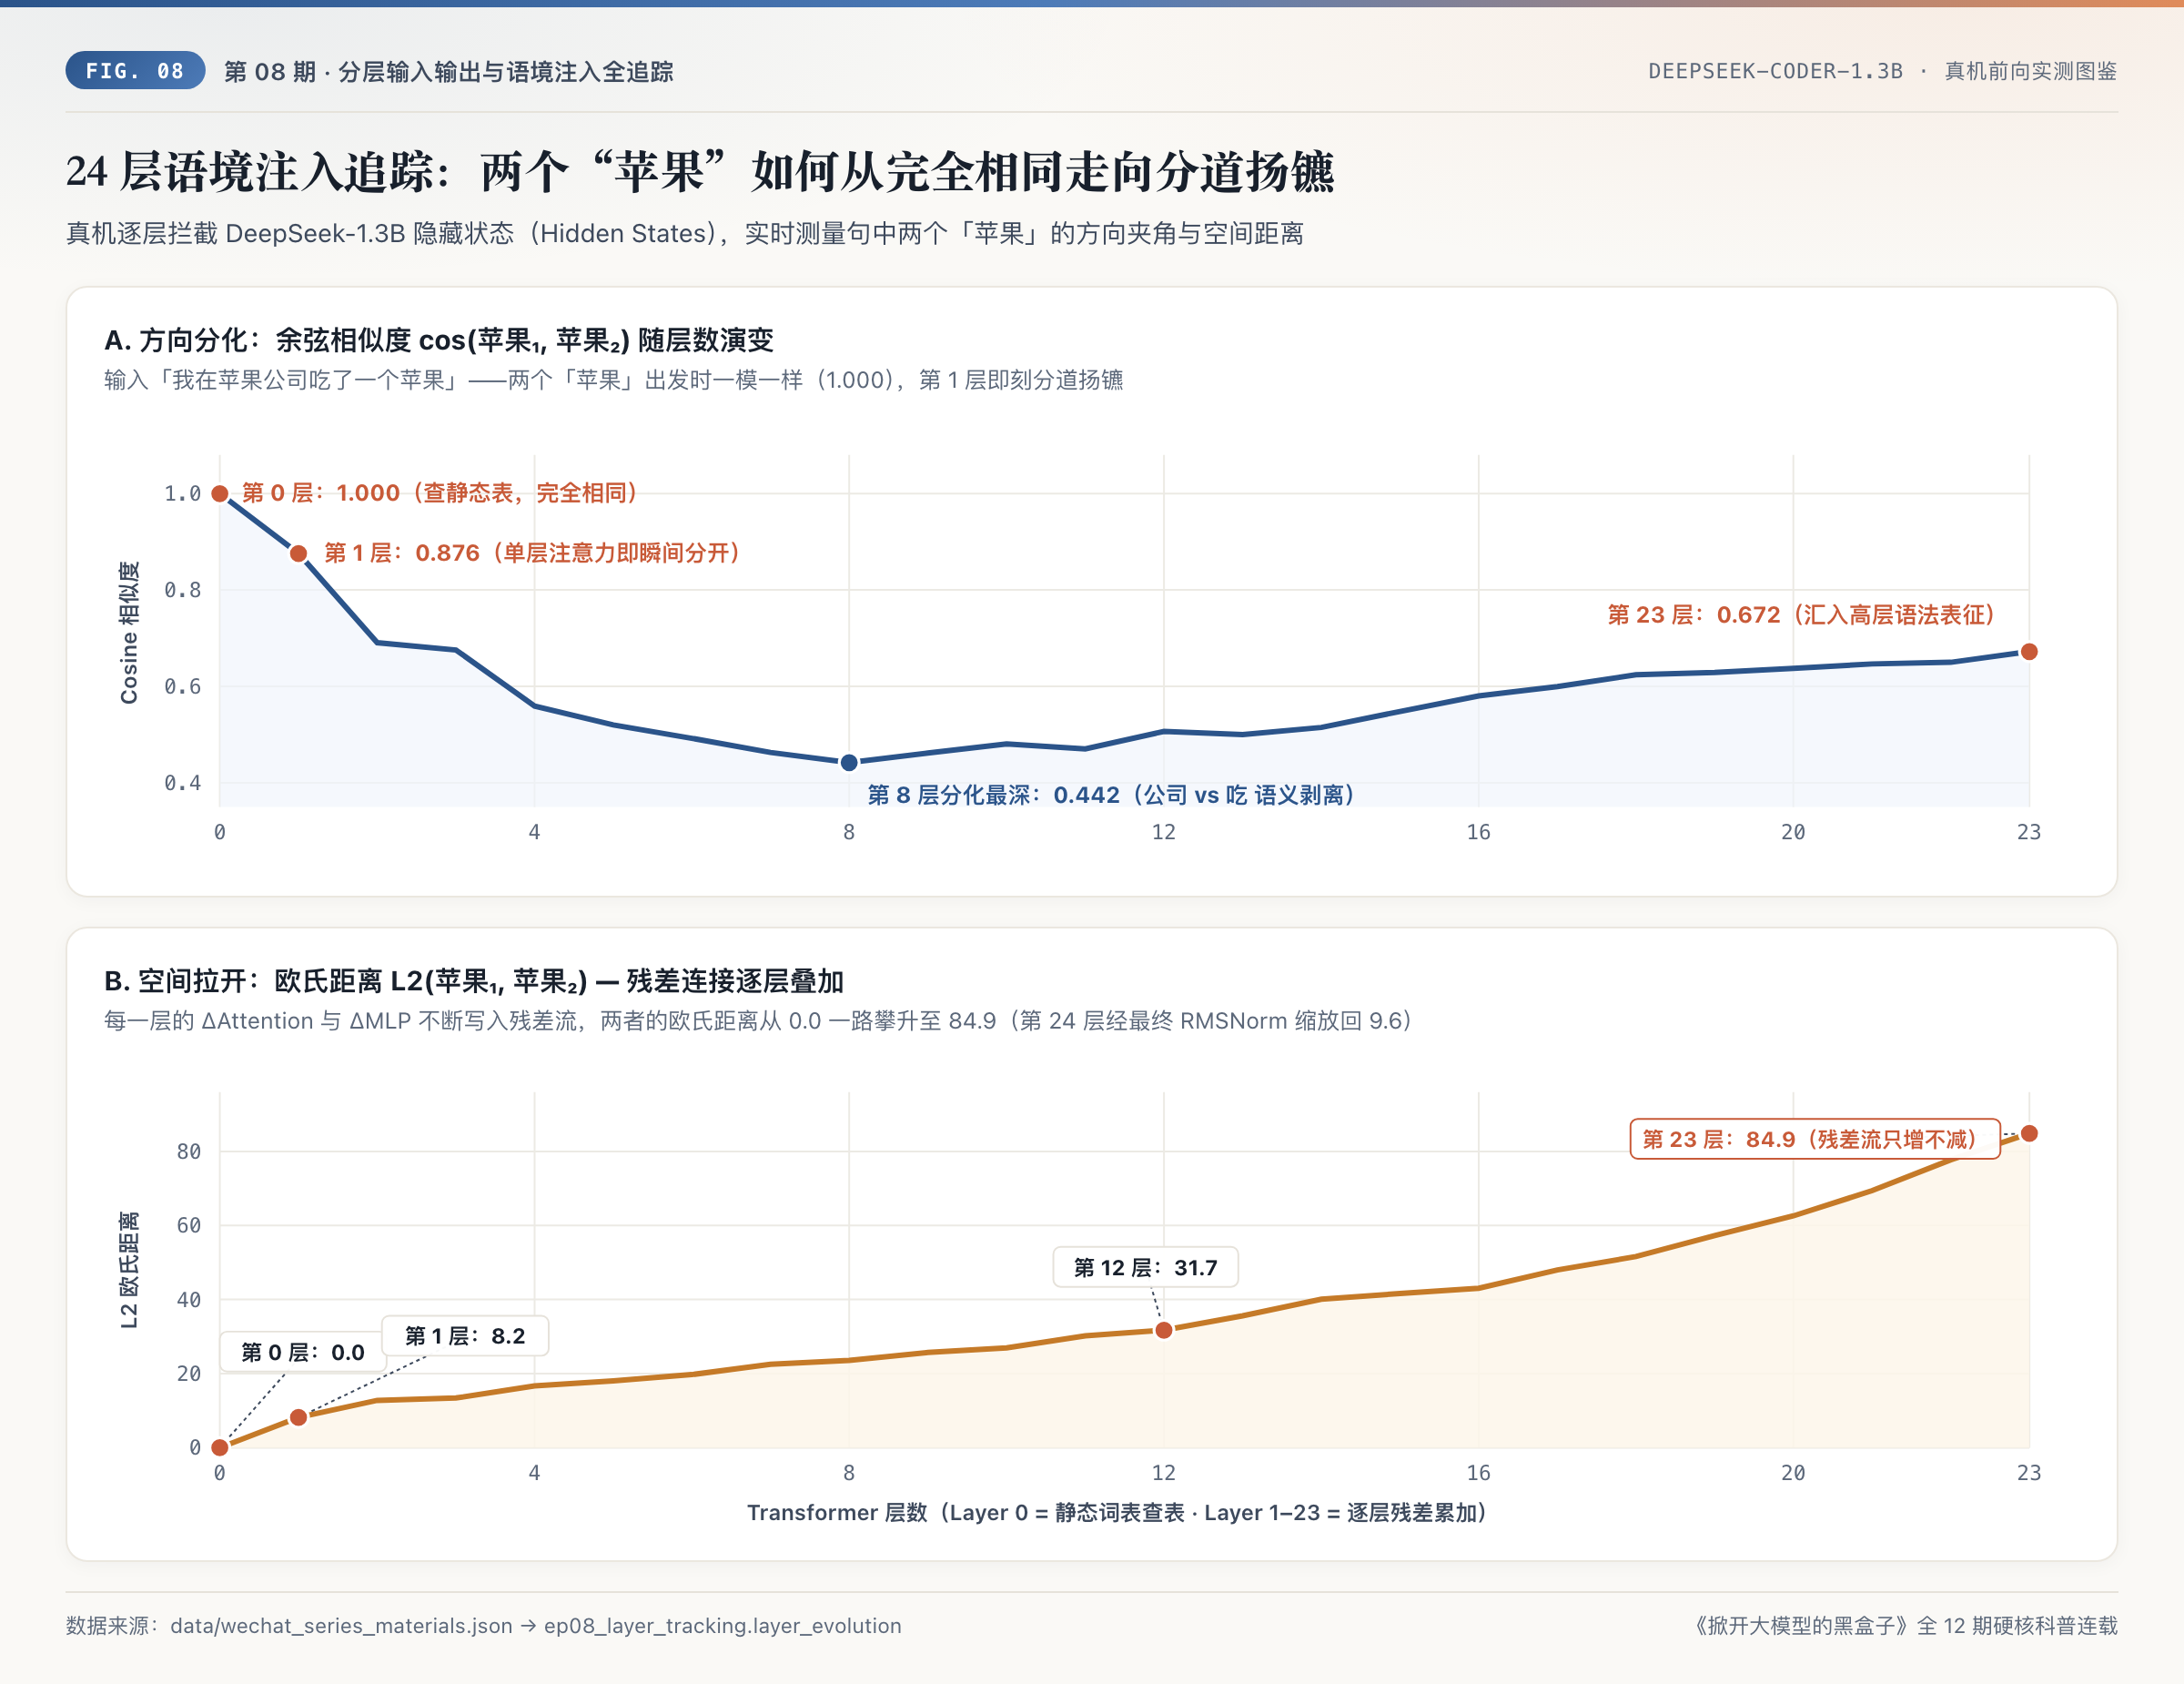 FIG. 08 第 08 期 · 分层输入输出与语境注入全追踪
DEEPSEEK-CODER-1.3B · 真机前向实测图鉴
24 层语境注入追踪：两个“苹果”如何从完全相同走向分道扬镳
真机逐层拦截 DeepSeek-1.3B 隐藏状态（Hidden States），实时测量句中两个「苹果」的方向夹角与空间距离
A. 方向分化：余弦相似度 cos(苹果₁, 苹果₂) 随层数演变
输入「我在苹果公司吃了一个苹果」——两个「苹果」出发时一模一样（1.000），第 1 层即刻分道扬镳
Cosine 相似度
1.0
0.8
0.6
0.4
第 0 层：1.000（查静态表，完全相同）
第 1 层：0.876（单层注意力即瞬间分开）
第 23 层：0.672（汇入高层语法表征）
第 8 层分化最深：0.442（公司 vs 吃 语义剥离）
0 4 8 12 16 20 23
B. 空间拉开：欧氏距离 L2(苹果₁, 苹果₂) — 残差连接逐层叠加
每一层的 ΔAttention 与 ΔMLP 不断写入残差流，两者的欧氏距离从 0.0 一路攀升至 84.9（第 24 层经最终 RMSNorm 缩放回 9.6）
L2 欧氏距离
80
60
40
20
0
第 23 层：84.9（残差流只增不减）
第 12 层：31.7
第 1 层：8.2
第 0 层：0.0
0 4 8 12 16 20 23
Transformer 层数（Layer 0 = 静态词表查表 · Layer 1–23 = 逐层残差累加）
数据来源：data/wechat_series_materials.json → ep08_layer_tracking.layer_evolution
《掀开大模型的黑盒子》全 12 期硬核科普连载